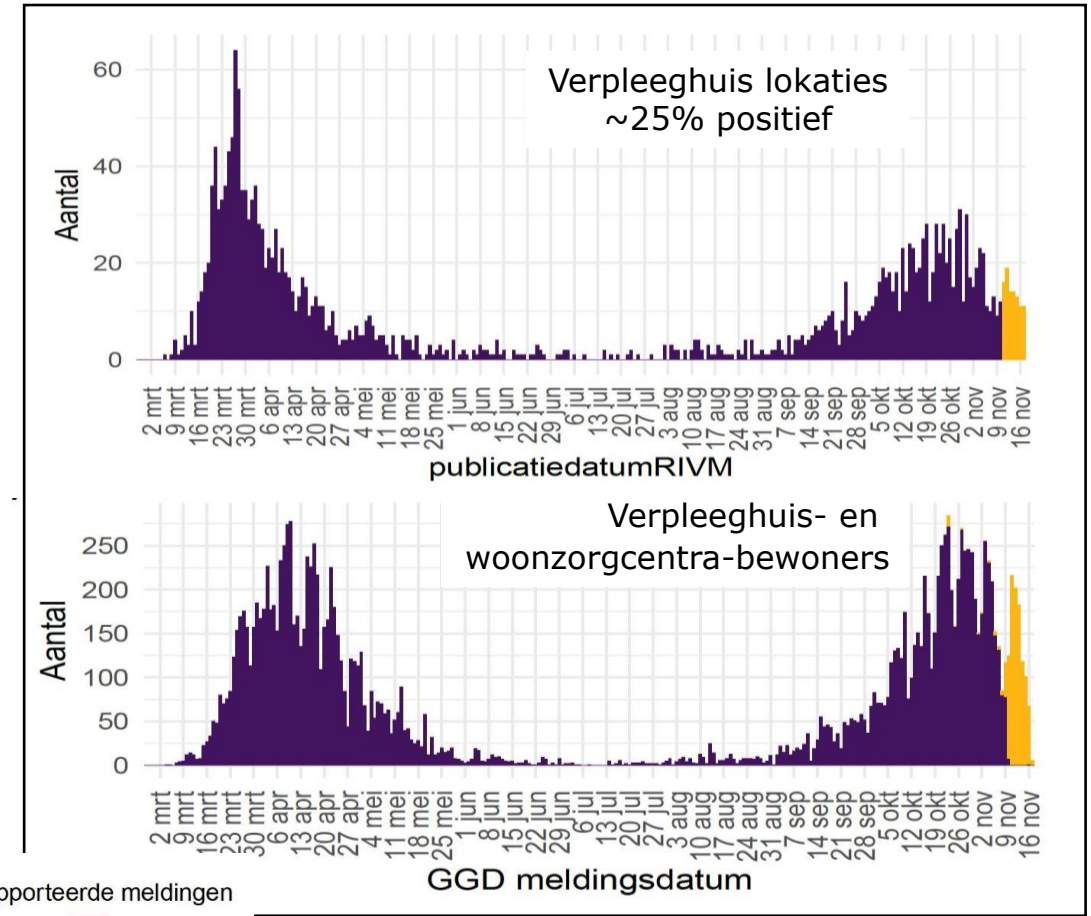 Verpleeghuis lokaties
~25% positief
Aantal
60
40
20
0
2 mrt
9 mrt
16 mrt
23 mrt
30 mrt
6 apr
13 apr
20 apr
27 apr
4 mei
11 mei
18 mei
25 mei
1 jun
8 jun
15 jun
22 jun
29 jun
6 jul
13 jul
20 jul
27 jul
3 aug
10 aug
17 aug
24 aug
31 aug
7 sep
14 sep
21 sep
28 sep
5 okt
12 okt
19 okt
26 okt
2 nov
9 nov
16 nov
publicatiedatumRIVM
Verpleeghuis- en
woonzorgcentra-bewoners
Aantal
250
200
150
100
50
0
2 mrt
9 mrt
16 mrt
23 mrt
30 mrt
6 apr
13 apr
20 apr
27 apr
4 mei
11 mei
18 mei
25 mei
1 jun
8 jun
15 jun
22 jun
29 jun
6 jul
13 jul
20 jul
27 jul
3 aug
10 aug
17 aug
24 aug
31 aug
7 sep
14 sep
21 sep
28 sep
5 okt
12 okt
19 okt
26 okt
2 nov
9 nov
16 nov
GGD meldingsdatum
pporteerde meldingen